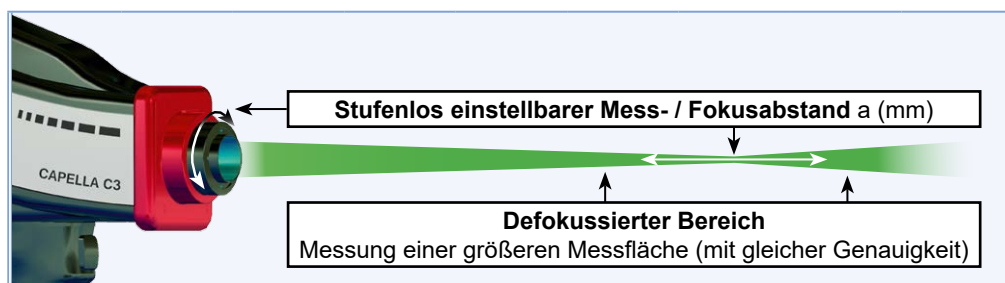 Stufenlos einstellbarer Mess- / Fokusabstand a (mm)
CAPELLA C3
Defokussierter Bereich
Messung einer größeren Messfläche (mit gleicher Genauigkeit)